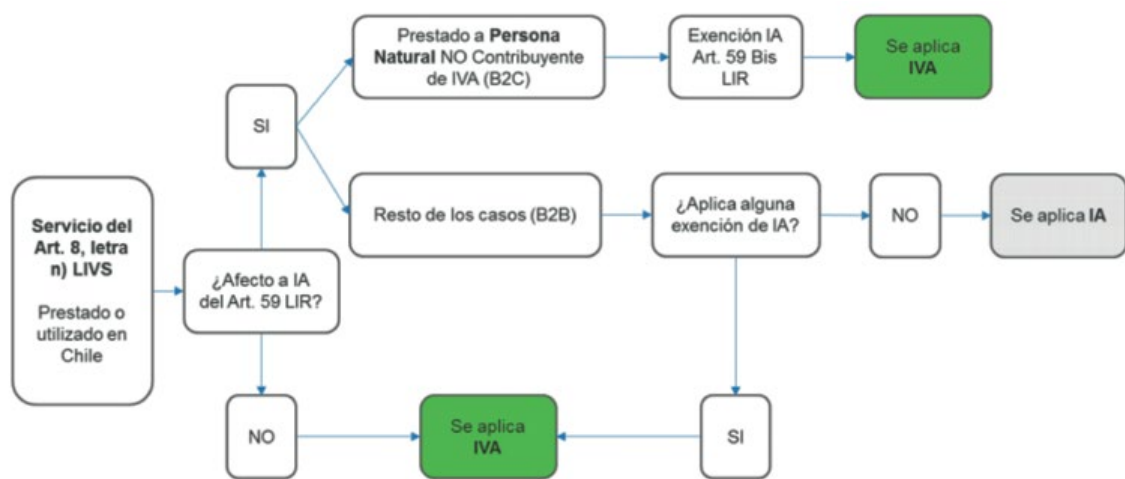 Servicio del
Art. 8, letra
n) LIVS
Prestado o
utilizado en
Chile
¿Afecto a IA
del Art. 59 LIR?
SI
Prestado a Persona
Natural NO Contribuyente
de IVA (B2C)
Exención IA
Art. 59 Bis
LIR
Se aplica
IVA
Resto de los casos (B2B)
¿Aplica alguna
exención de IA?
NO
Se aplica IA
NO
Se aplica
IVA
SI